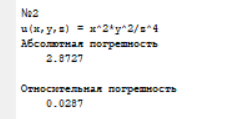 №2
u(x,y,z) = x^2*y^2/z^4
Абсолютная погрешность
2.8727
Относительная погрешность
0.0287